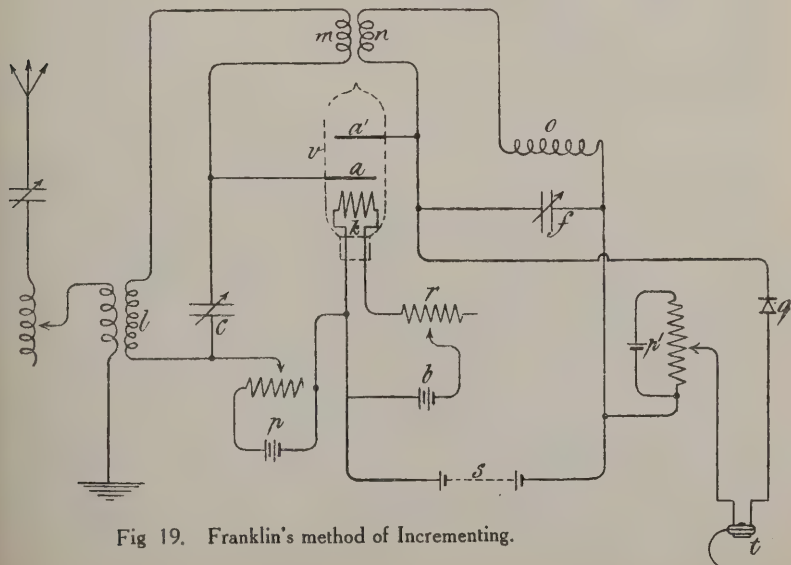 m n
o
a'
v
a
k
f
r
l
c
q
p'
b
p
s
t
Fig 19. Franklin's method of Incrementing.